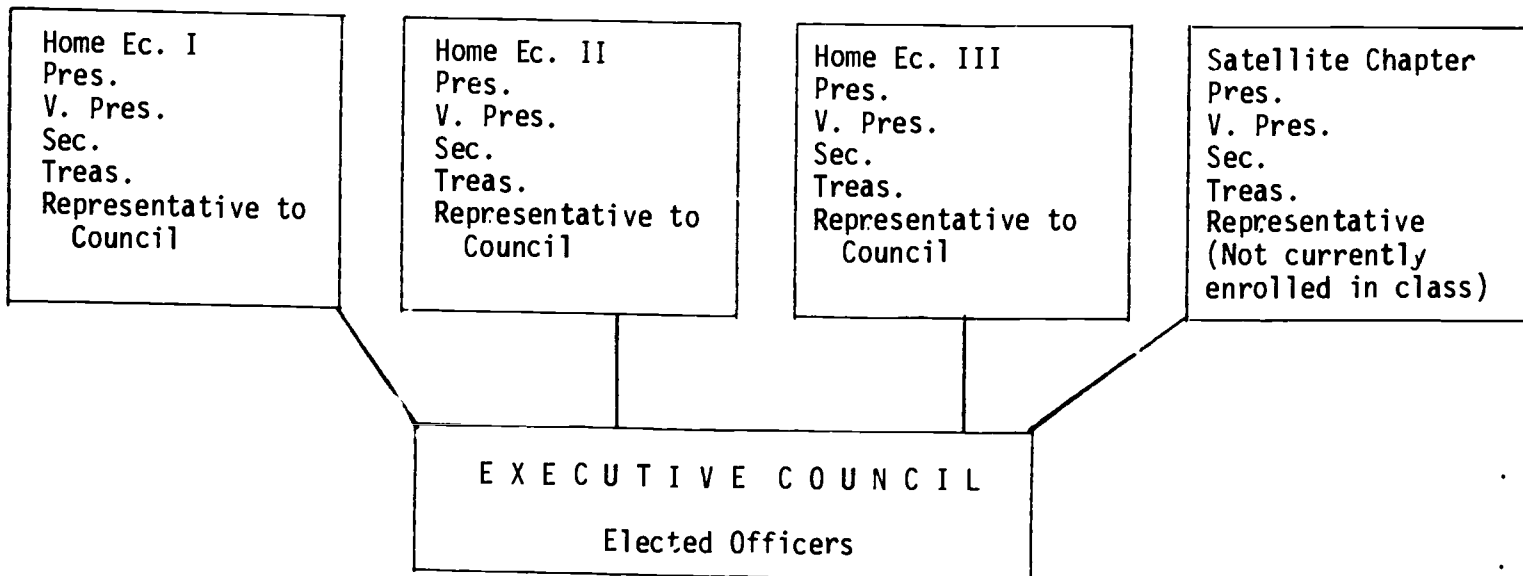 Home Ec. I
Pres.
V. Pres.
Sec.
Treas.
Representative to
Council
Home Ec. II
Pres.
V. Pres.
Sec.
Treas.
Representative to
Council
Home Ec. III
Pres.
V. Pres.
Sec.
Treas.
Representative to
Council
Satellite Chapter
Pres.
V. Pres.
Sec.
Treas.
Representative
(Not currently
enrolled in class)
E X E C U T I V E C O U N C I L
Elected Officers